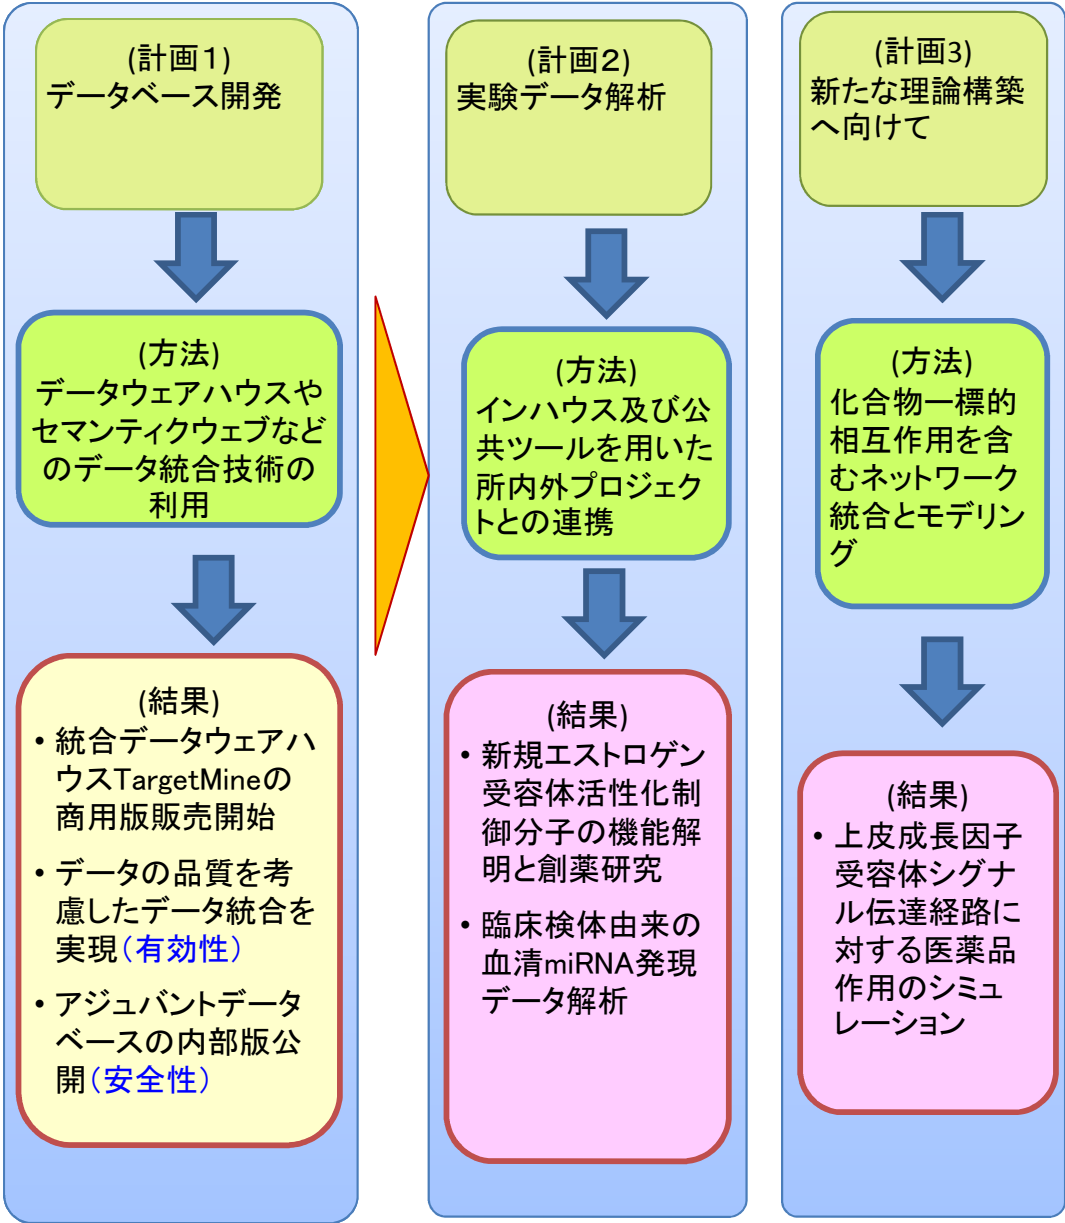 (計画１)
データベース開発
(方法)
データウェアハウスや
セマンティクウェブなど
のデータ統合技術の
利用
(結果)
• 統合データウェアハ
ウスTargetMineの
商用版販売開始
• データの品質を考
慮したデータ統合を
実現（有効性）
• アジュバントデータ
ベースの内部版公
開（安全性）
(計画２)
実験データ解析
(方法)
インハウス及び公
共ツールを用いた
所内外プロジェク
トとの連携
(結果)
• 新規エストロゲン
受容体活性化制
御分子の機能解
明と創薬研究
• 臨床検体由来の
血清miRNA発現
データ解析
(計画3)
新たな理論構築
へ向けて
(方法)
化合物ー標的
相互作用を含
むネットワーク
統合とモデリン
グ
(結果)
• 上皮成長因子
受容体シグナ
ル伝達経路に
対する医薬品
作用のシミュ
レーション